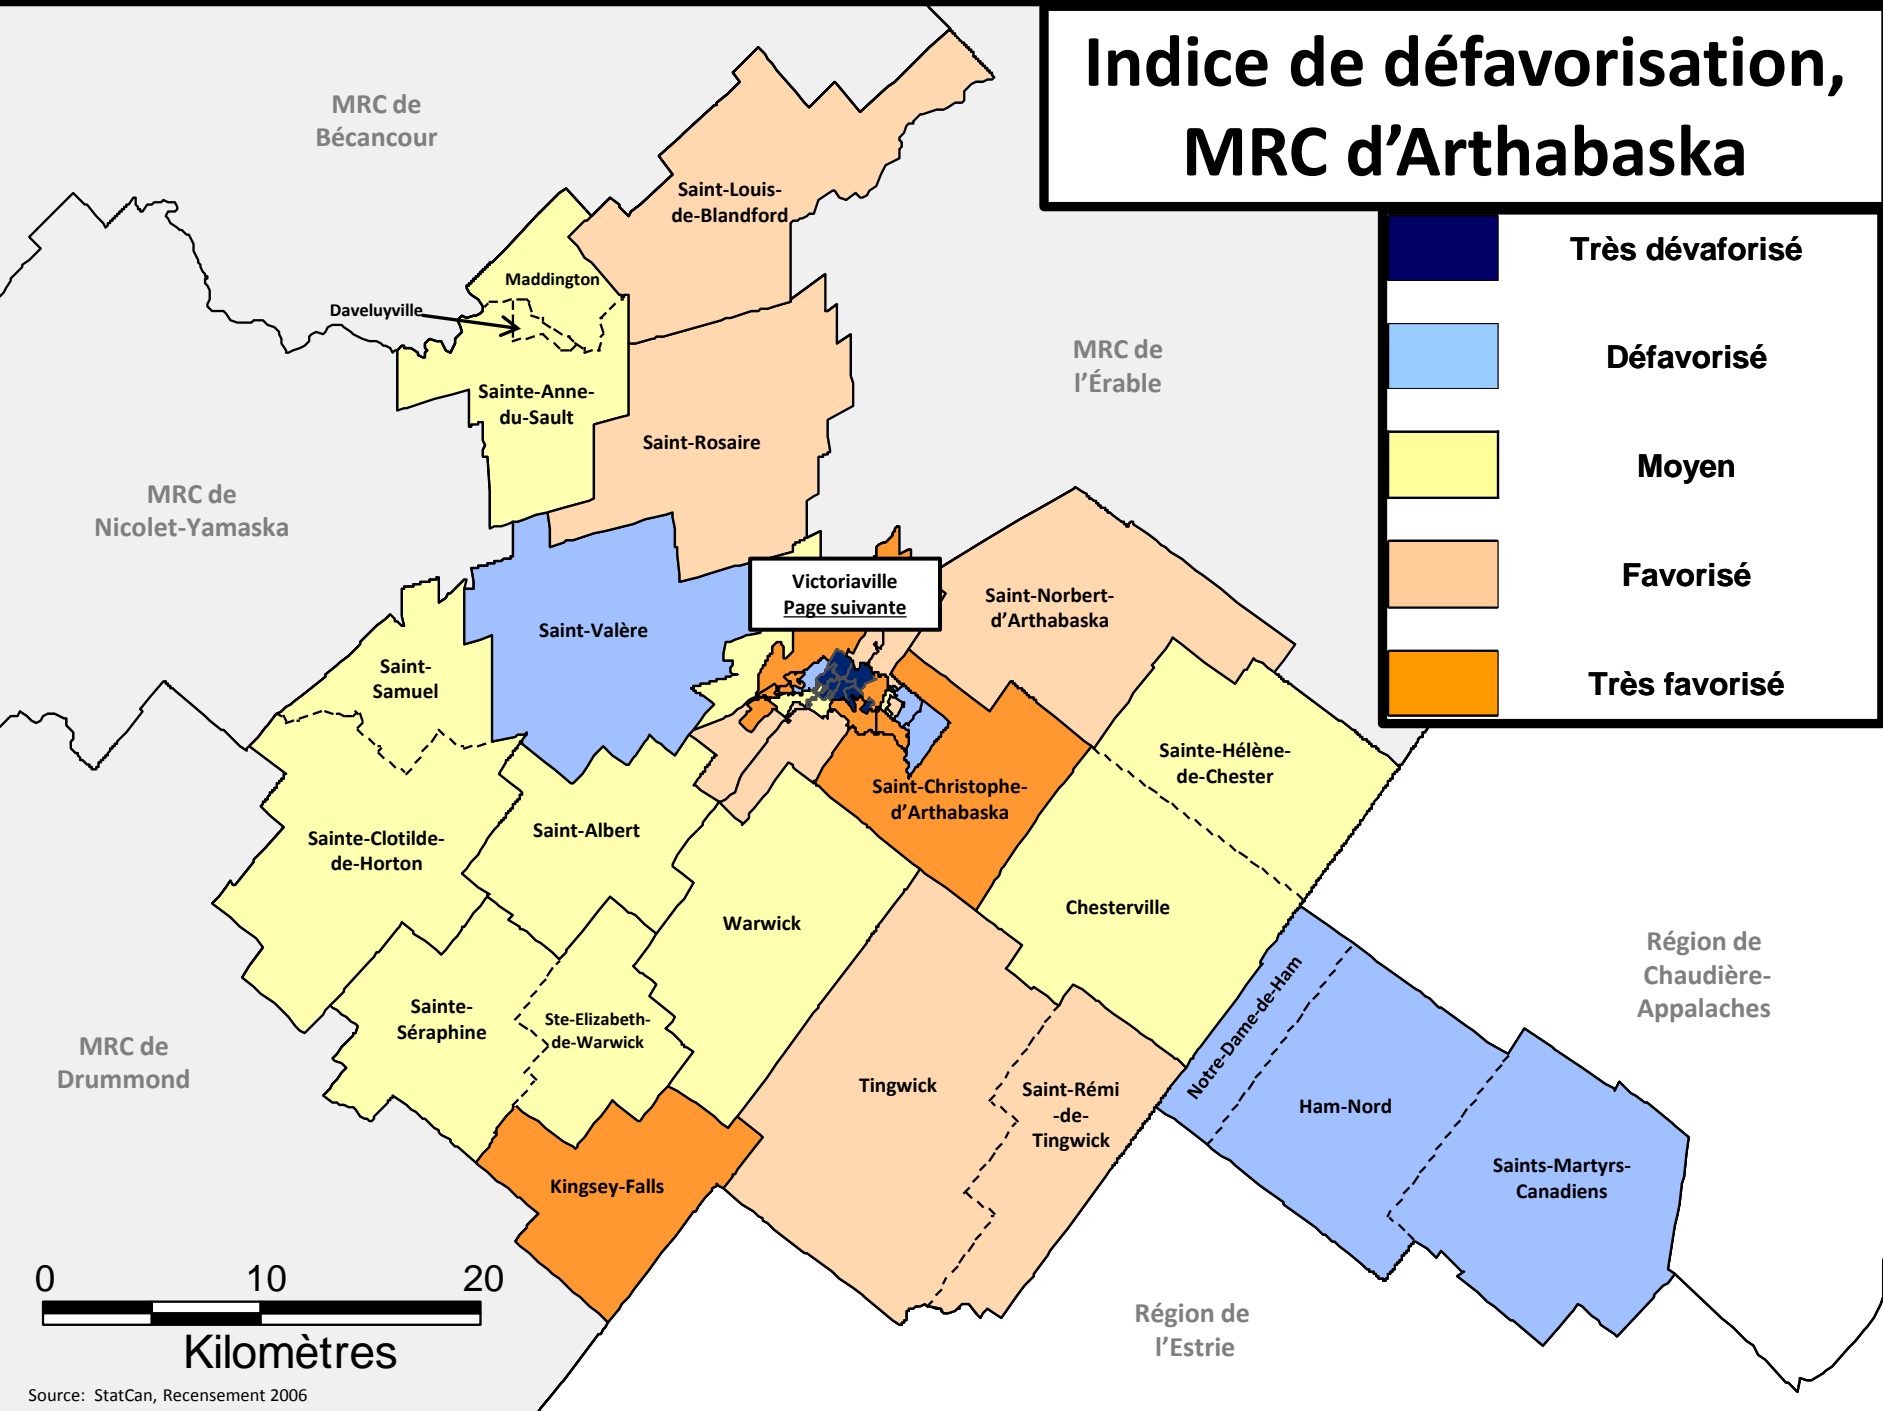 Indice de défavorisation,
MRC d'Arthabaska
Très dévaforisé
Défavorisé
Moyen
Favorisé
Très favorisé
MRC de
Bécancour
Saint-Louis-
de-Blandford
Maddington
Daveluyville
MRC de
l'Érable
Sainte-Anne-
du-Sault
Saint-Rosaire
MRC de
Nicolet-Yamaska
Victoriaville
Page suivante
Saint-Norbert-
d'Arthabaska
Saint-Valère
Saint-
Samuel
Sainte-Hélène-
de-Chester
Saint-Christophe-
d'Arthabaska
Saint-Albert
Sainte-Clotilde-
de-Horton
Warwick
Chesterville
Région de
Chaudière-
Appalaches
Notre-Dame-de-Ham
Sainte-
Séraphine
Ste-Elizabeth-
de-Warwick
MRC de
Drummond
Tingwick
Saint-Rémi
-de-
Tingwick
Ham-Nord
Saints-Martyrs-
Canadiens
Kingsey-Falls
Région de
l'Estrie
0 10 20
Kilomètres
Source: StatCan, Recensement 2006